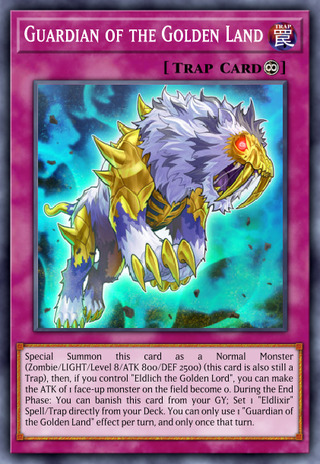 Guardian of the Golden Land
TRAP
罠
[Trap Card]
Special Summon this card as a Normal Monster
(Zombie/LIGHT/Level 8/ATK 800/DEF 2500) (this card is also still
a Trap), then, if you control "Eldlich the Golden Lord", you can make
the ATK of 1 face-up monster on the field become 0. During the End
Phase: You can banish this card from your GY; Set 1 "Eldlixir"
Spell/Trap directly from your Deck. You can only use 1 "Guardian of
the Golden Land" effect per turn, and only once that turn.